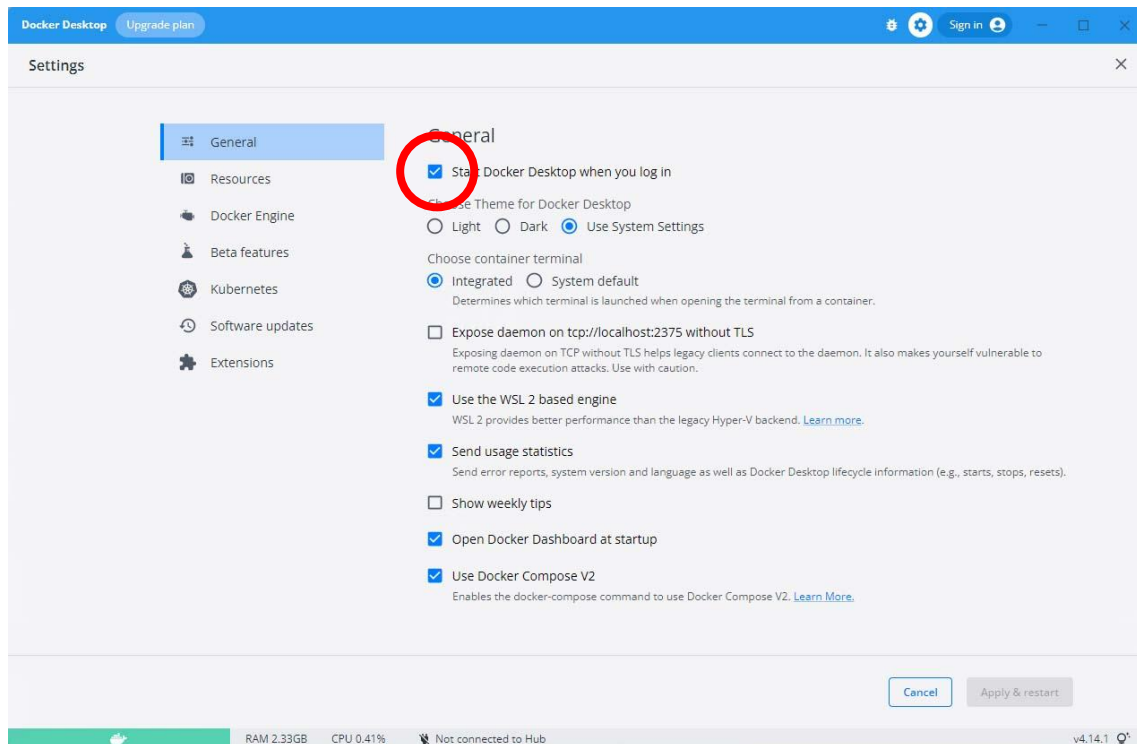 Docker Desktop Upgrade plan Sign in
Settings
General
Resources
Docker Engine
Beta features
Kubernetes
Software updates
Extensions
General
Start Docker Desktop when you log in
Choose Theme for Docker Desktop
Light Dark Use System Settings
Choose container terminal
Integrated System default
Determines which terminal is launched when opening the terminal from a container.
Expose daemon on tcp://localhost:2375 without TLS
Exposing daemon on TCP without TLS helps legacy clients connect to the daemon. It also makes yourself vulnerable to
remote code execution attacks. Use with caution.
Use the WSL 2 based engine
WSL 2 provides better performance than the legacy Hyper-V backend. Learn more.
Send usage statistics
Send error reports, system version and language as well as Docker Desktop lifecycle information (e.g., starts, stops, resets).
Show weekly tips
Open Docker Dashboard at startup
Use Docker Compose V2
Enables the docker-compose command to use Docker Compose V2. Learn More.
Cancel Apply & restart
RAM 2.33GB CPU 0.41% Not connected to Hub v4.14.1